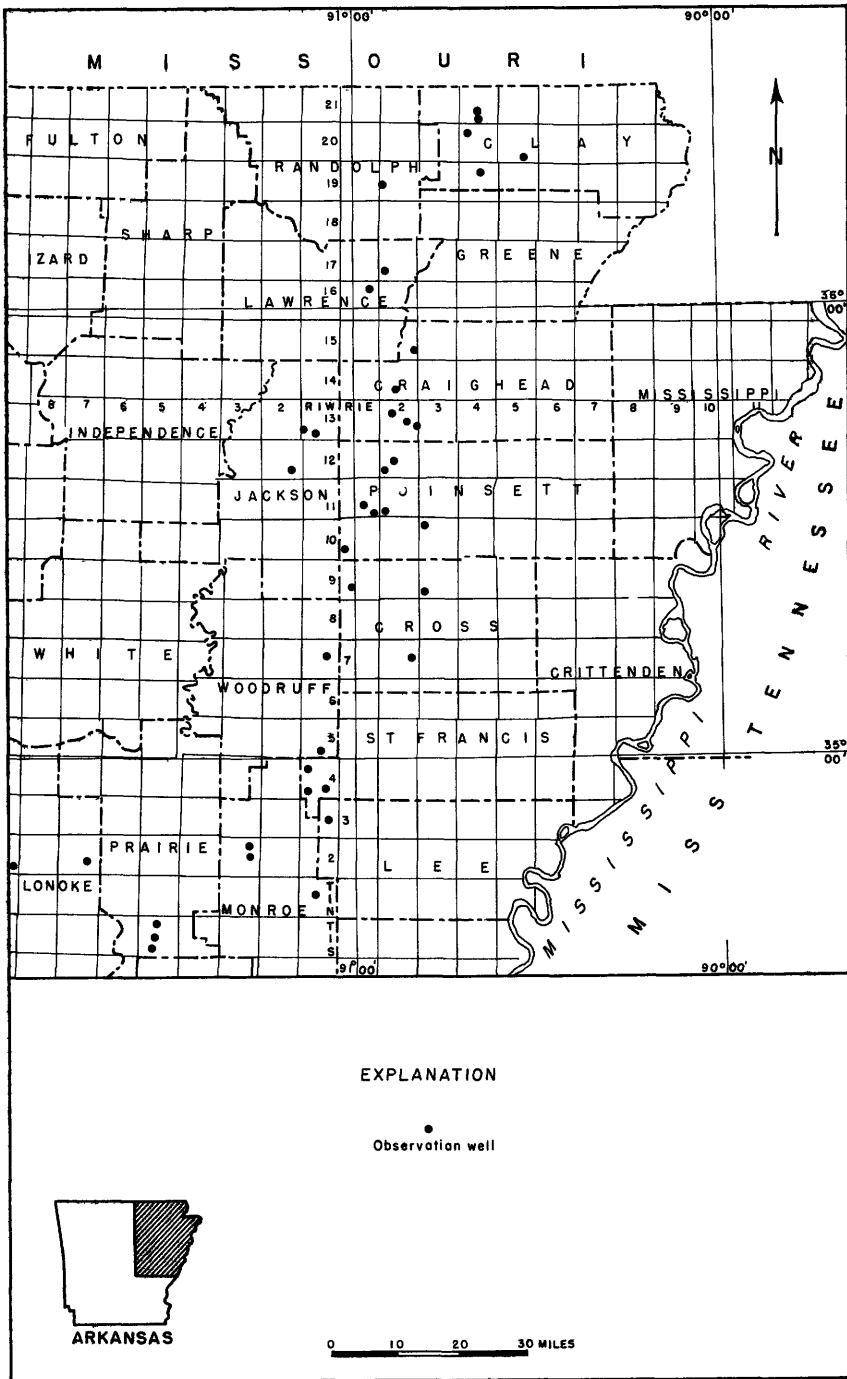 91°00'
90°00'
MISSOURI
21
FULTON
20
CLAY
N
RANDOLPH
19
18
SHARP
IZARD
17
GREENE
16
LAWRENCE
36°
00'
15
14
CRAIGHEAD
MISSISSIPPI
8 7 6 5 4 3 2 R1W R1E 2 3 4 5 6 7 8 9 10 11
13
INDEPENDENCE
12
JACKSON
POINSETT
11
10
9
8
CROSS
WHITE
7
CRITTENDEN
WOODRUFF
6
ST FRANCIS
5
35°
00'
4
3
PRAIRIE
2
LEE
LONOKE
T1N
MONROE
T1S
MISSISSIPPI RIVER
TENNESSEE
MISS
91°00'
90°00'
EXPLANATION
Observation well
ARKANSAS
0 10 20 30 MILES